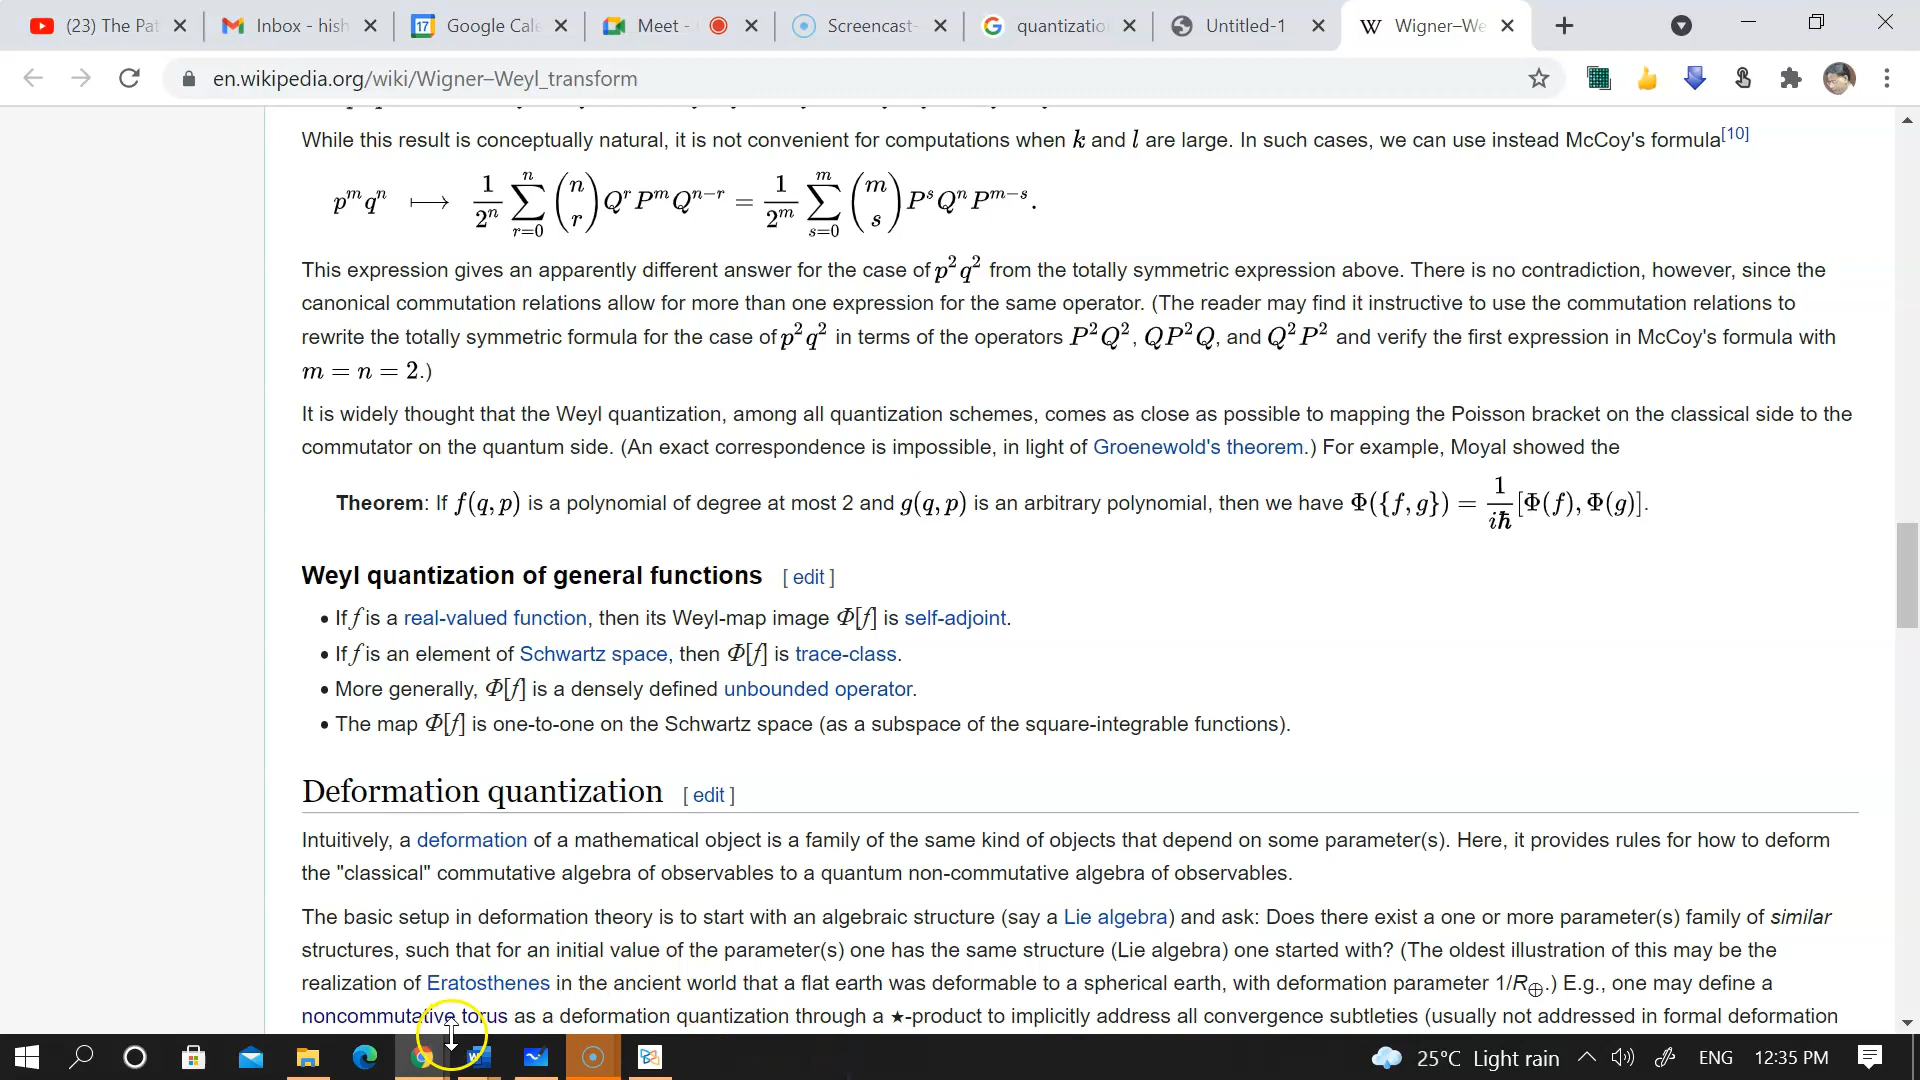 (23) The Pat
Inbox - hish
17 Google Cale
Meet -
Screencast-
quantizatio
Untitled-1
W Wigner–We
en.wikipedia.org/wiki/Wigner–Weyl_transform
While this result is conceptually natural, it is not convenient for computations when k and l are large. In such cases, we can use instead McCoy's formula[10]
p^m q^n ⟼ 1/2^n ∑_{r=0}^{n} (n r) Q^r P^m Q^{n−r} = 1/2^m ∑_{s=0}^{m} (m s) P^s Q^n P^{m−s}.
This expression gives an apparently different answer for the case of p²q² from the totally symmetric expression above. There is no contradiction, however, since the
canonical commutation relations allow for more than one expression for the same operator. (The reader may find it instructive to use the commutation relations to
rewrite the totally symmetric formula for the case of p²q² in terms of the operators P²Q², QP²Q, and Q²P² and verify the first expression in McCoy's formula with
m = n = 2.)
It is widely thought that the Weyl quantization, among all quantization schemes, comes as close as possible to mapping the Poisson bracket on the classical side to the
commutator on the quantum side. (An exact correspondence is impossible, in light of Groenewold's theorem.) For example, Moyal showed the
Theorem: If f(q, p) is a polynomial of degree at most 2 and g(q, p) is an arbitrary polynomial, then we have Φ({f, g}) = 1/iħ [Φ(f), Φ(g)].
Weyl quantization of general functions [ edit ]
• If f is a real-valued function, then its Weyl-map image Φ[f] is self-adjoint.
• If f is an element of Schwartz space, then Φ[f] is trace-class.
• More generally, Φ[f] is a densely defined unbounded operator.
• The map Φ[f] is one-to-one on the Schwartz space (as a subspace of the square-integrable functions).
Deformation quantization [ edit ]
Intuitively, a deformation of a mathematical object is a family of the same kind of objects that depend on some parameter(s). Here, it provides rules for how to deform
the "classical" commutative algebra of observables to a quantum non-commutative algebra of observables.
The basic setup in deformation theory is to start with an algebraic structure (say a Lie algebra) and ask: Does there exist a one or more parameter(s) family of similar
structures, such that for an initial value of the parameter(s) one has the same structure (Lie algebra) one started with? (The oldest illustration of this may be the
realization of Eratosthenes in the ancient world that a flat earth was deformable to a spherical earth, with deformation parameter 1/R⊕.) E.g., one may define a
noncommutative torus as a deformation quantization through a ★-product to implicitly address all convergence subtleties (usually not addressed in formal deformation
25°C Light rain ENG 12:35 PM